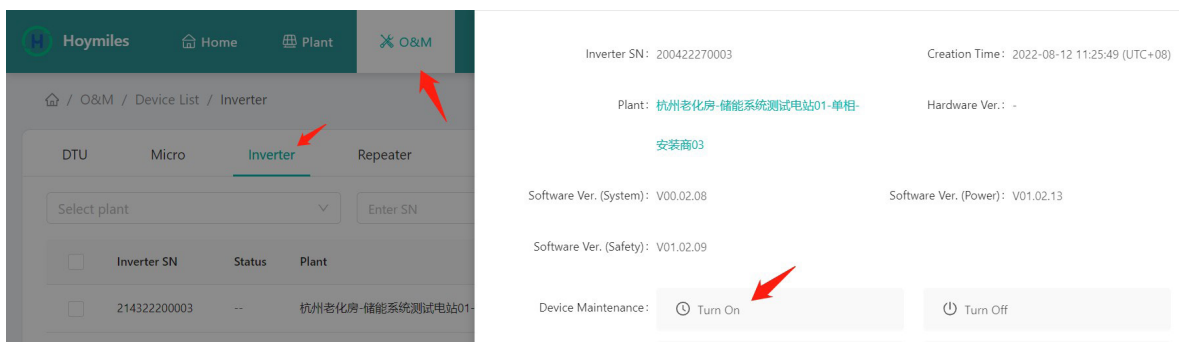 H Hoymiles Home Plant O&M
/ O&M / Device List / Inverter
DTU Micro Inverter Repeater
Select plant Enter SN
Inverter SN Status Plant
214322200003 -- 杭州老化房-储能系统测试电站01-
Inverter SN: 200422270003 Creation Time: 2022-08-12 11:25:49 (UTC+08)
Plant: 杭州老化房-储能系统测试电站01-单相- Hardware Ver.: -
安装商03
Software Ver. (System): V00.02.08 Software Ver. (Power): V01.02.13
Software Ver. (Safety): V01.02.09
Device Maintenance: Turn On Turn Off